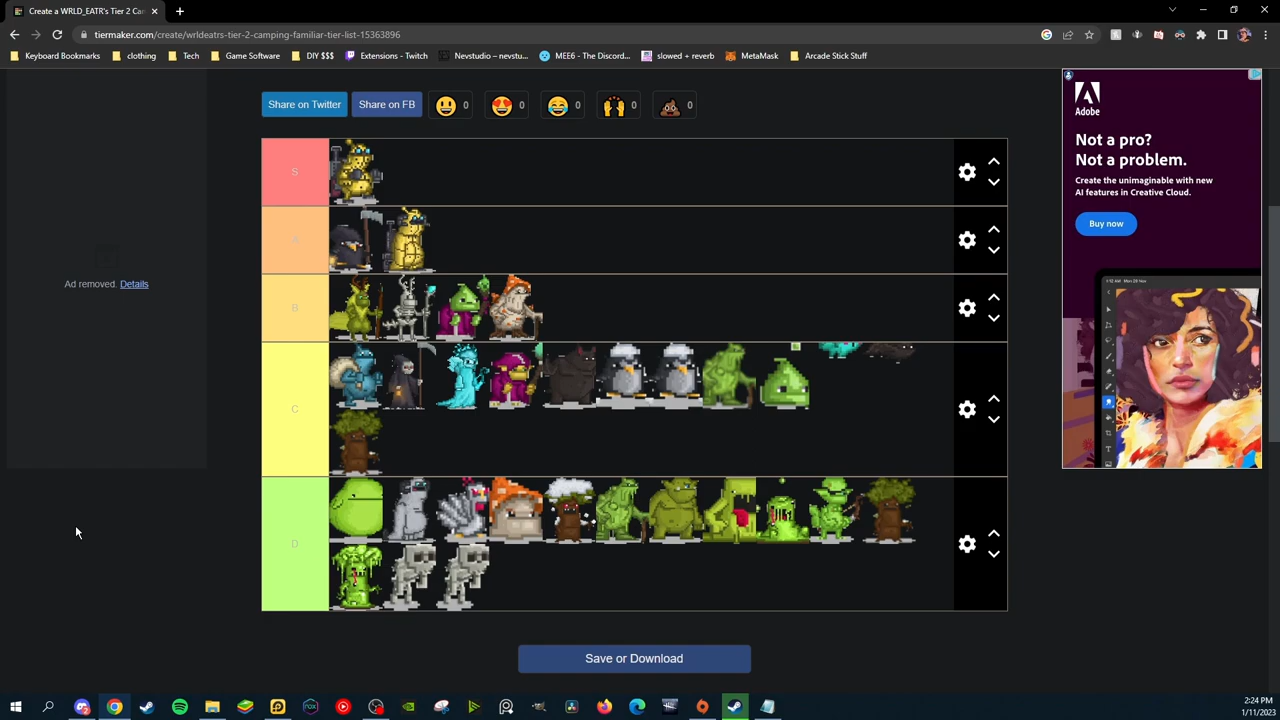 Create a WRLD_EATR's Tier 2 Ca
tiermaker.com/create/wrldeatrs-tier-2-camping-familiar-tier-list-15363896
Keyboard Bookmarks
clothing
Tech
Game Software
DIY $$$
Extensions - Twitch
Nevstudio – nevstu...
MEE6 - The Discord...
slowed + reverb
MetaMask
Arcade Stick Stuff
Share on Twitter
Share on FB
0
0
0
0
0
Ad removed. Details
S
A
B
C
D
Save or Download
Adobe
Not a pro?
Not a problem.
Create the unimaginable with new
AI features in Creative Cloud.
Buy now
2:24 PM
1/11/2023